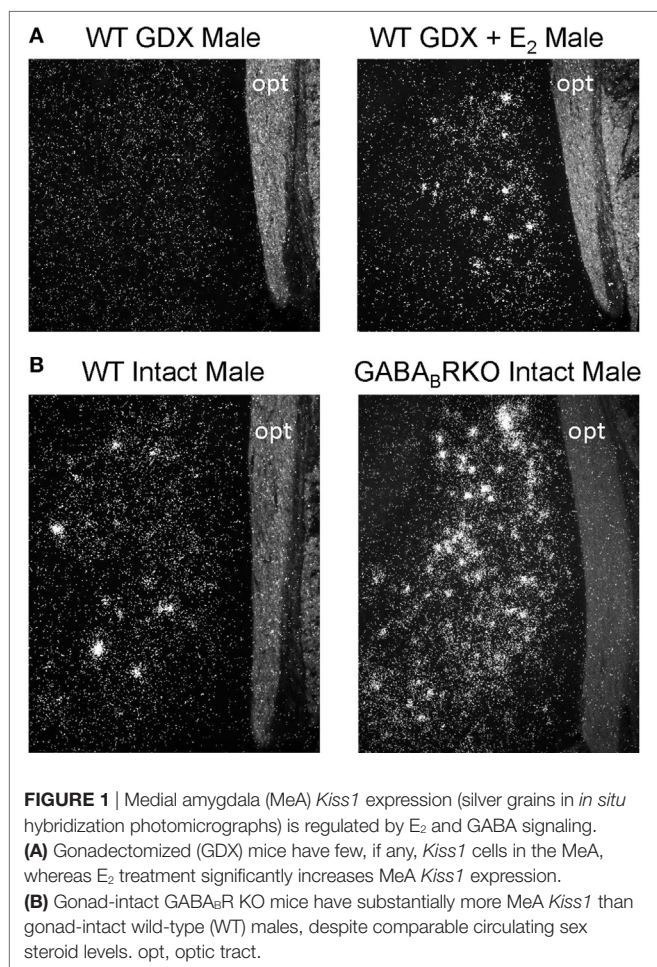 A
WT GDX Male
WT GDX + E₂ Male
opt
opt
B
WT Intact Male
GABA_BRKO Intact Male
opt
opt
FIGURE 1 | Medial amygdala (MeA) Kiss1 expression (silver grains in in situ
hybridization photomicrographs) is regulated by E₂ and GABA signaling.
(A) Gonadectomized (GDX) mice have few, if any, Kiss1 cells in the MeA,
whereas E₂ treatment significantly increases MeA Kiss1 expression.
(B) Gonad-intact GABA_BR KO mice have substantially more MeA Kiss1 than
gonad-intact wild-type (WT) males, despite comparable circulating sex
steroid levels. opt, optic tract.